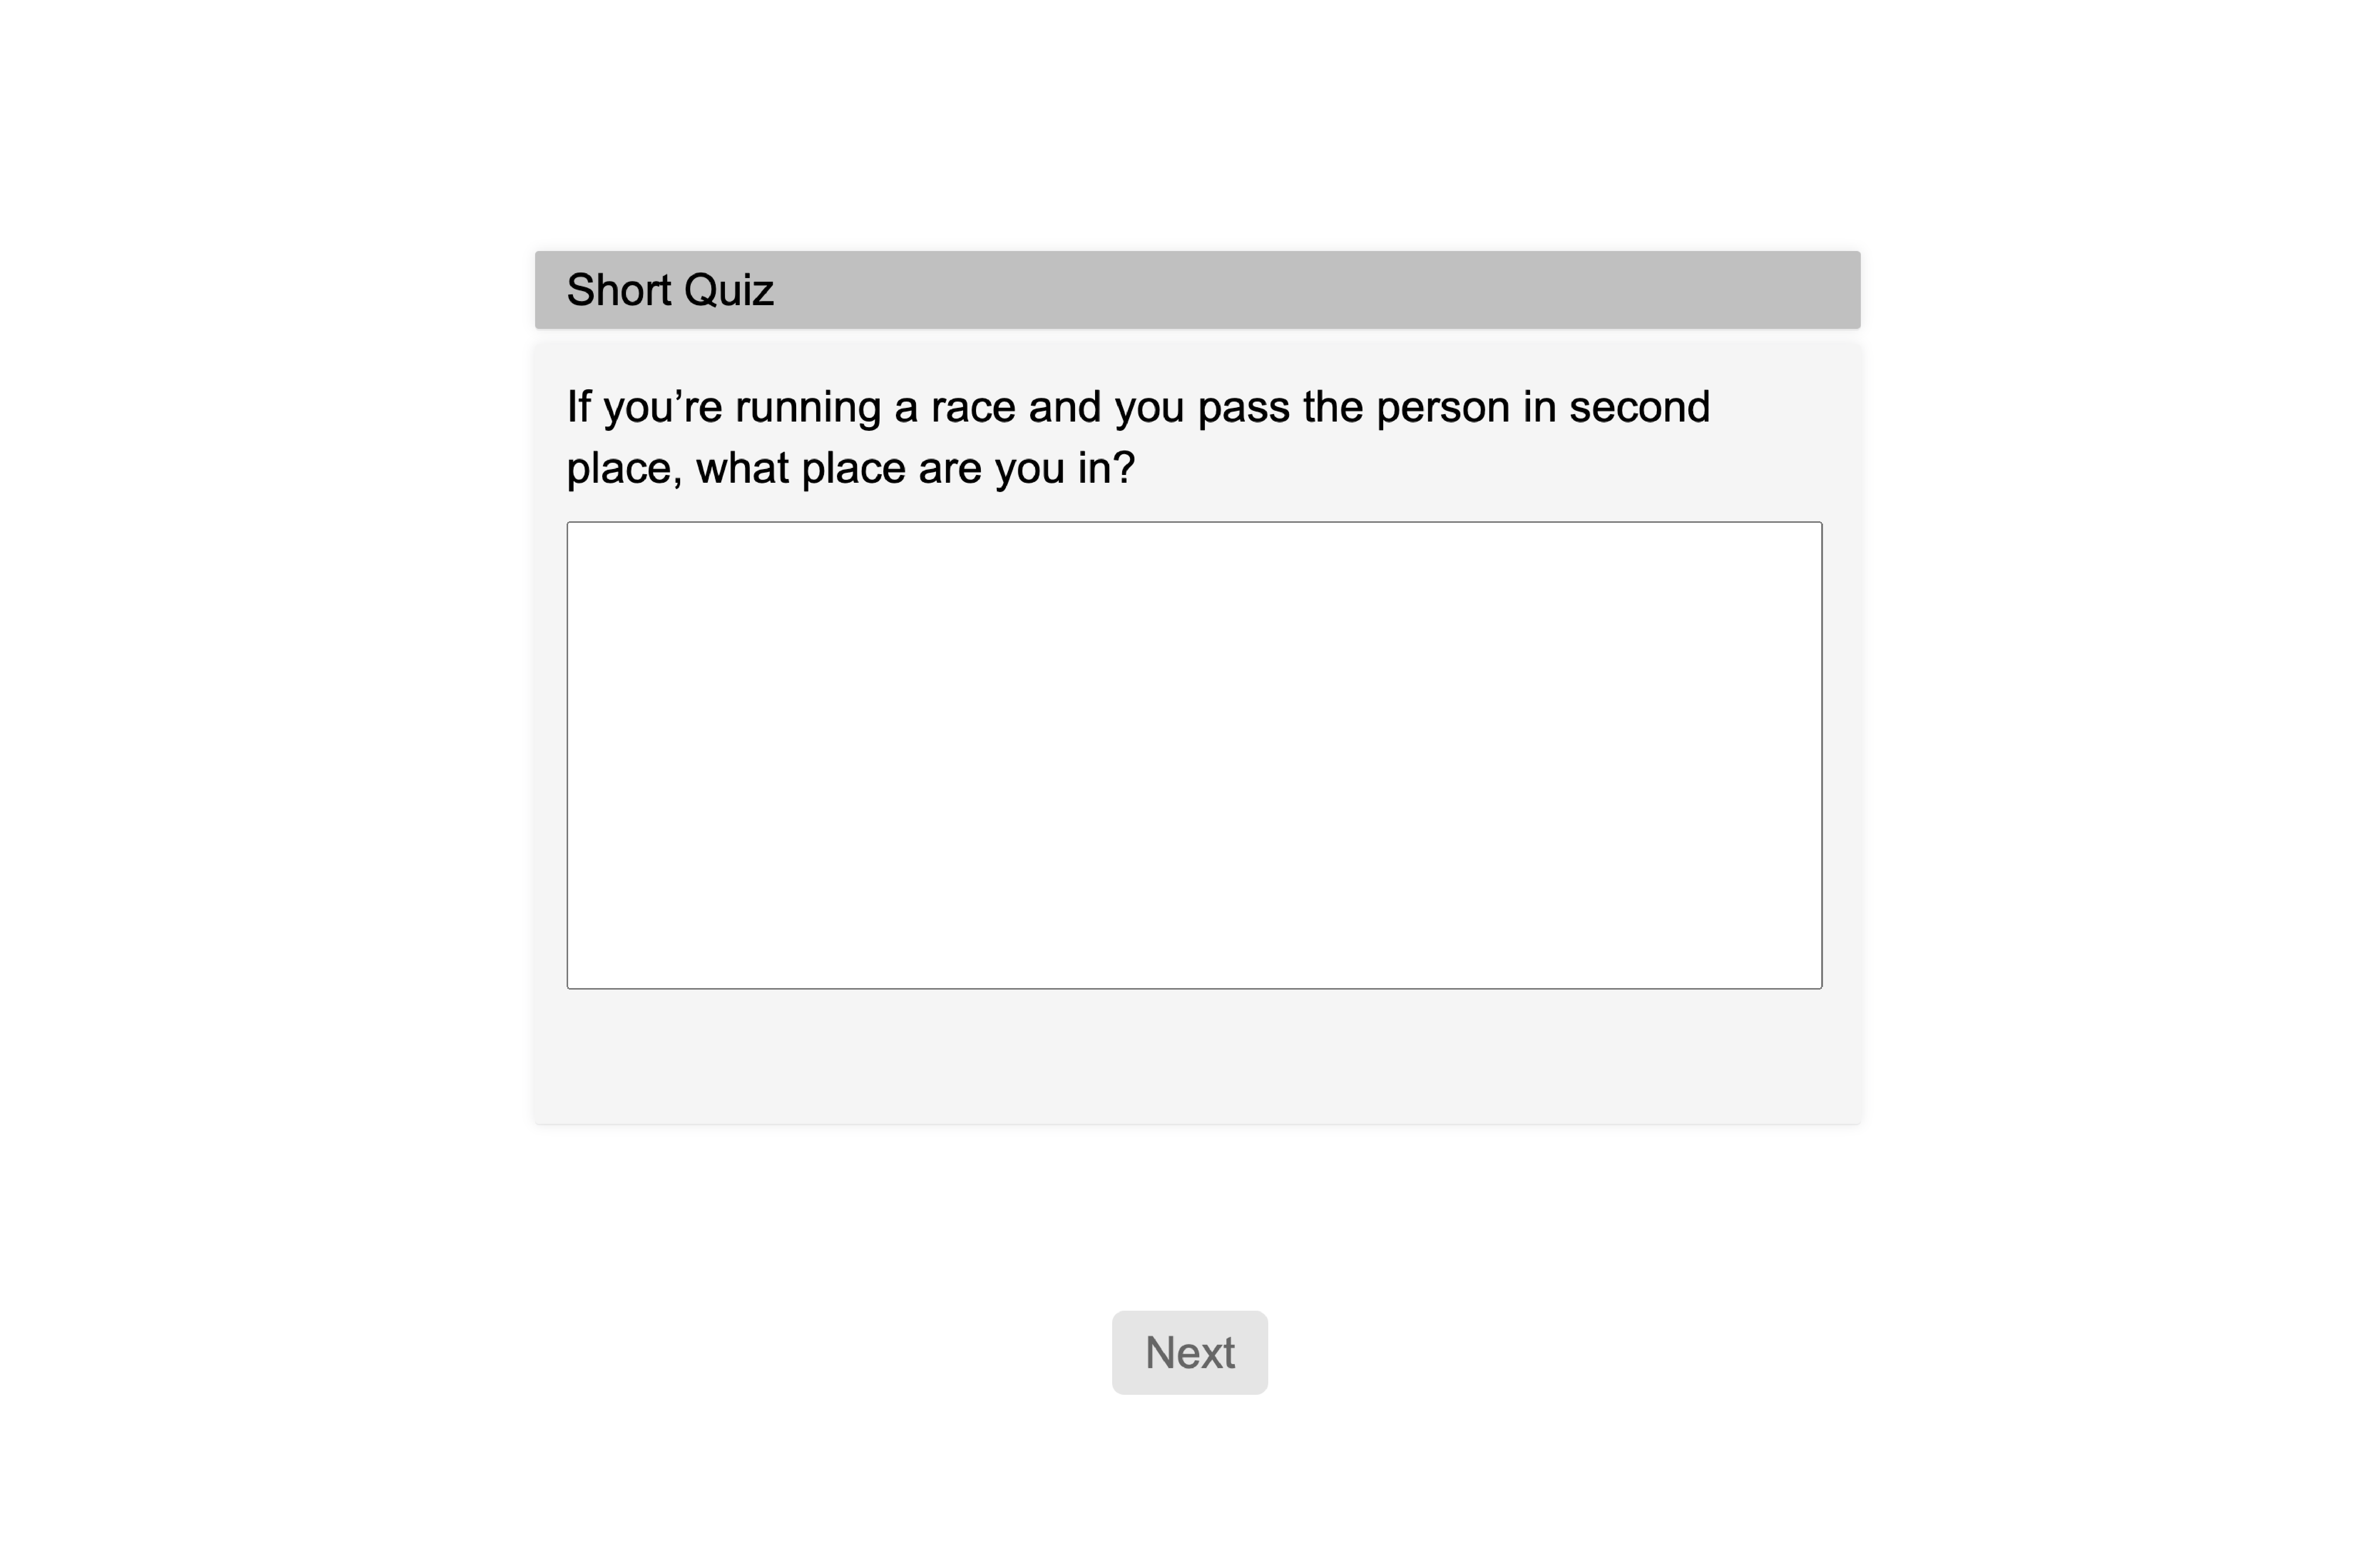 Short Quiz
If you’re running a race and you pass the person in second
place, what place are you in?
Next